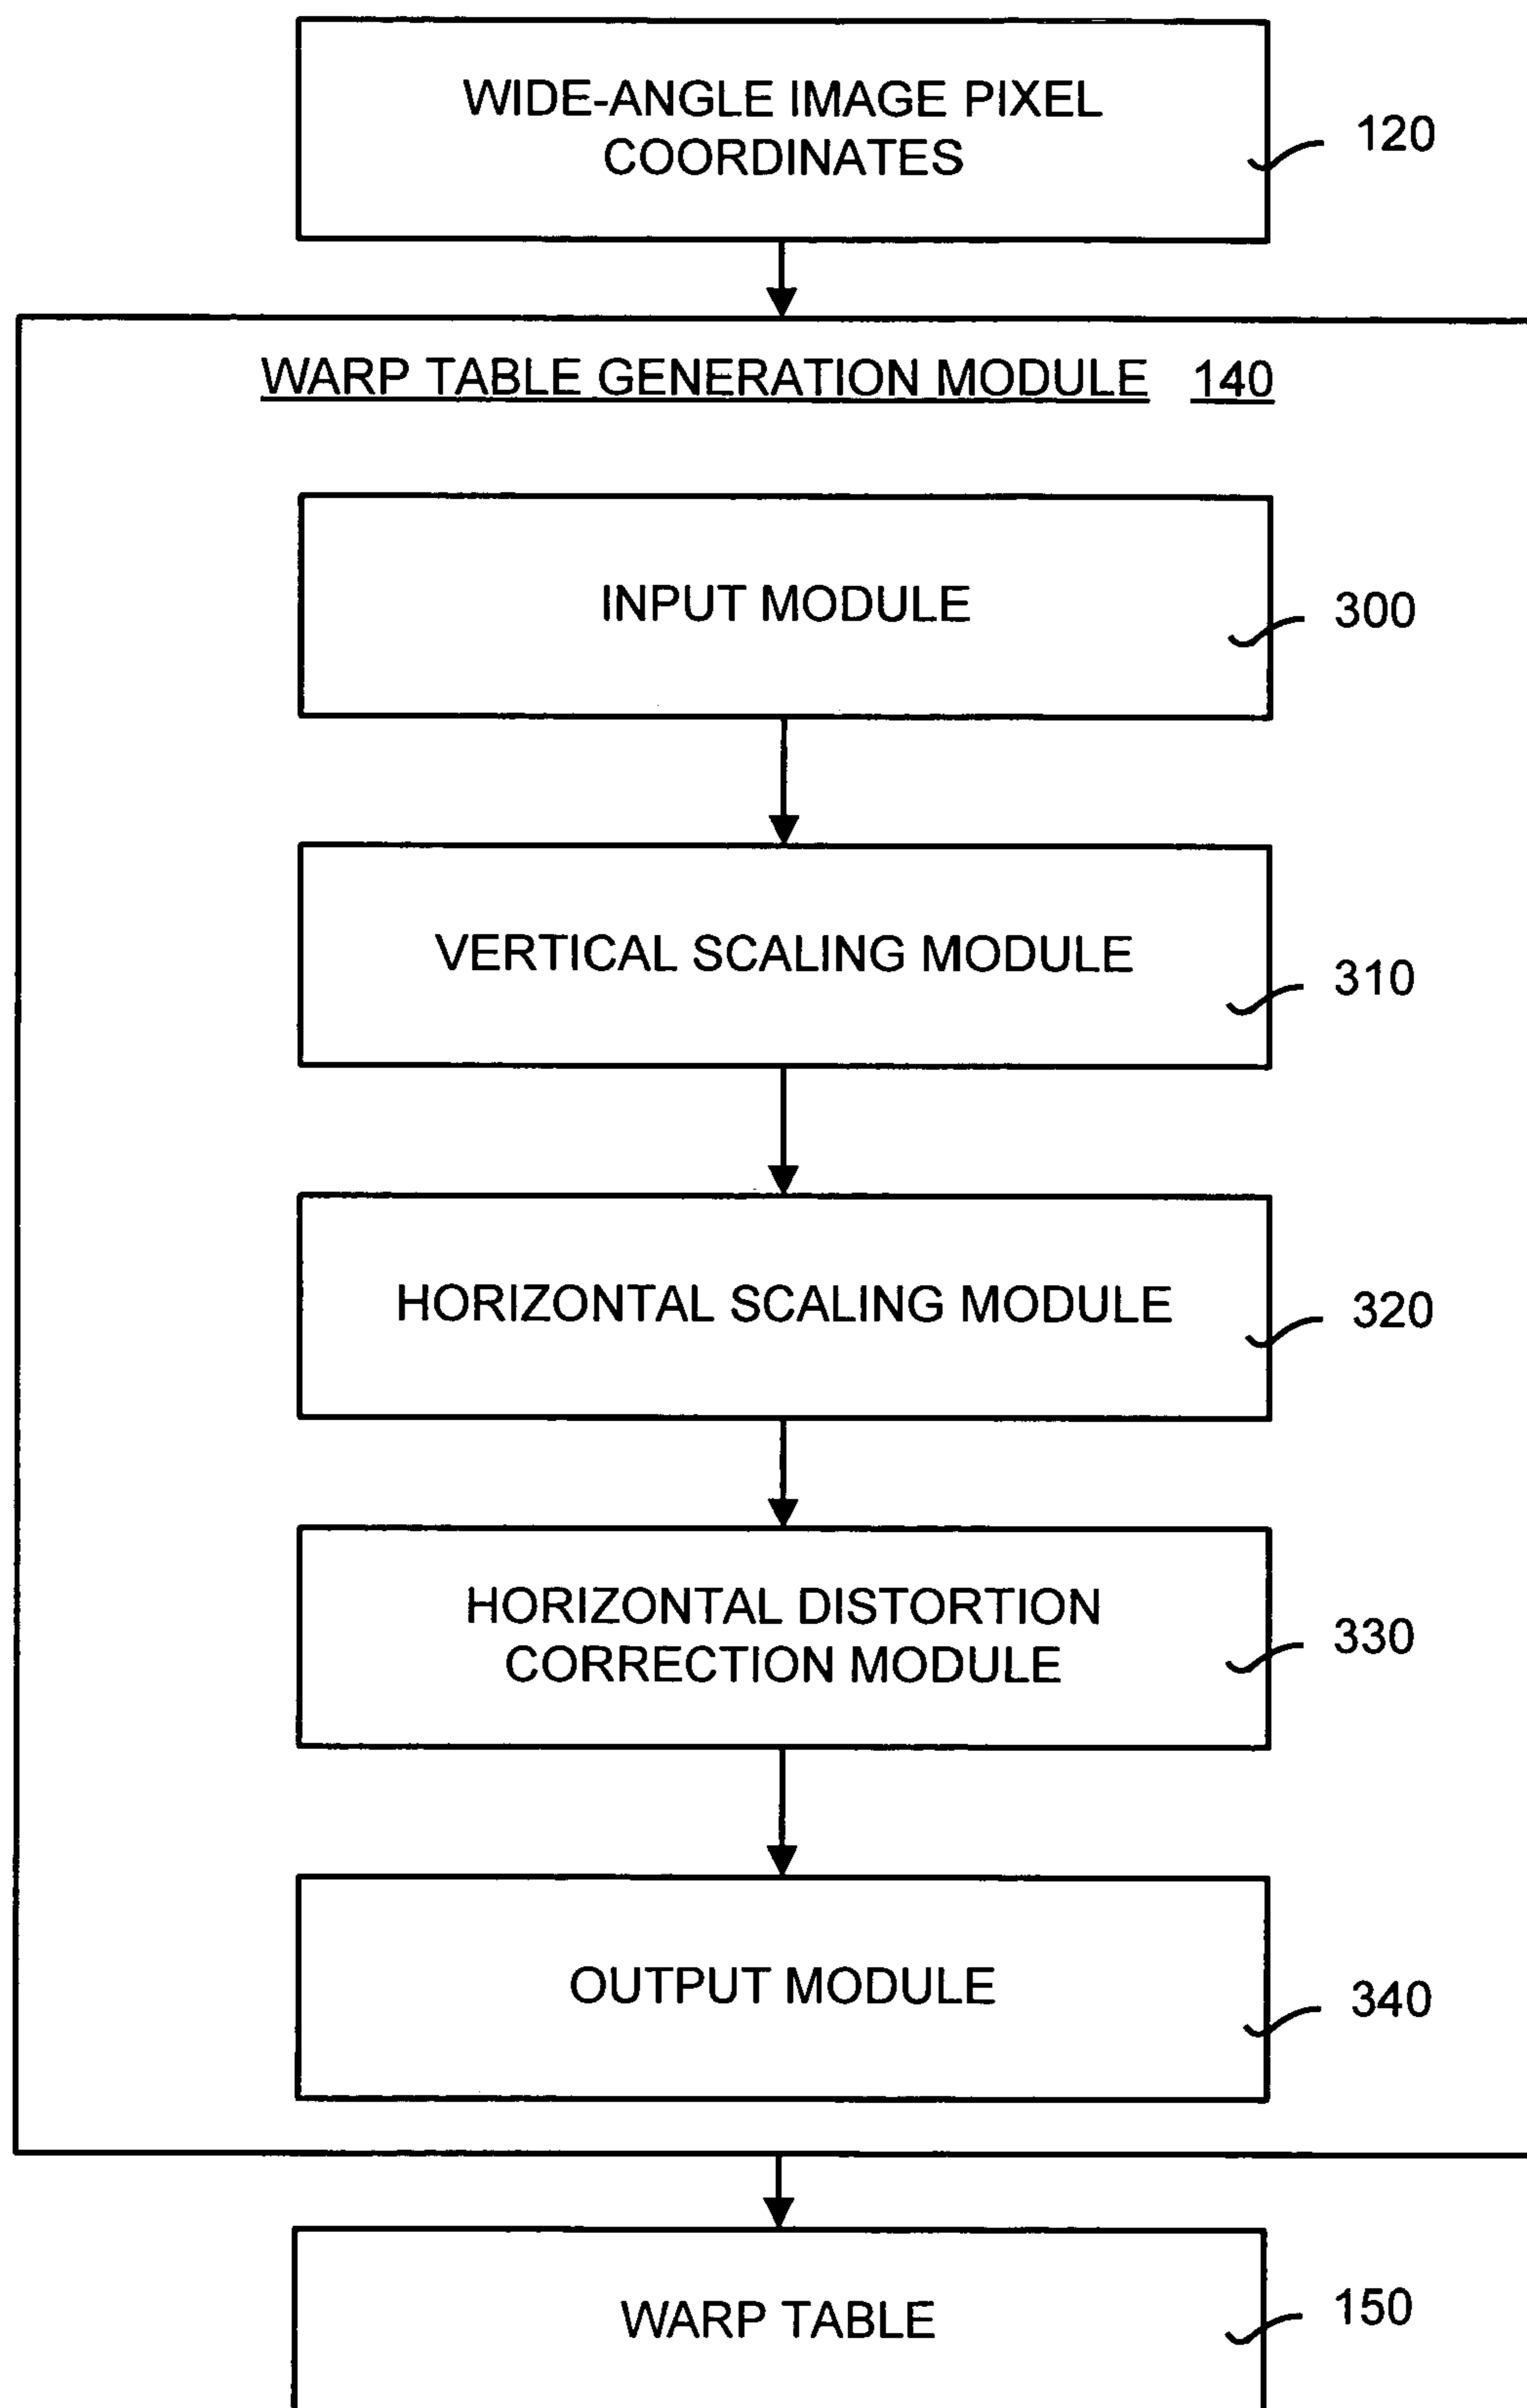 WIDE-ANGLE IMAGE PIXEL
COORDINATES
120
WARP TABLE GENERATION MODULE 140
INPUT MODULE
300
VERTICAL SCALING MODULE
310
HORIZONTAL SCALING MODULE
320
HORIZONTAL DISTORTION
CORRECTION MODULE
330
OUTPUT MODULE
340
WARP TABLE
150